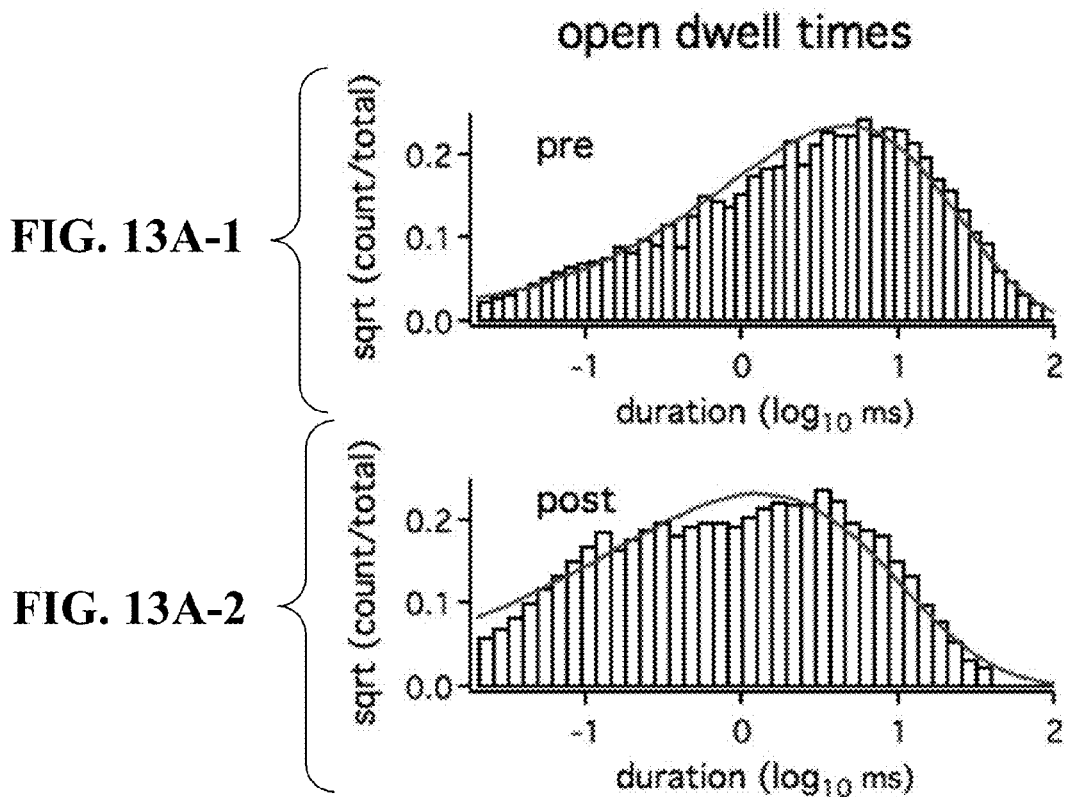 open dwell times
FIG. 13A-1
sqrt (count/total)
pre
0.2
0.1
0.0
-1 0 1 2
duration (log10 ms)
FIG. 13A-2
sqrt (count/total)
post
0.2
0.1
0.0
-1 0 1 2
duration (log10 ms)